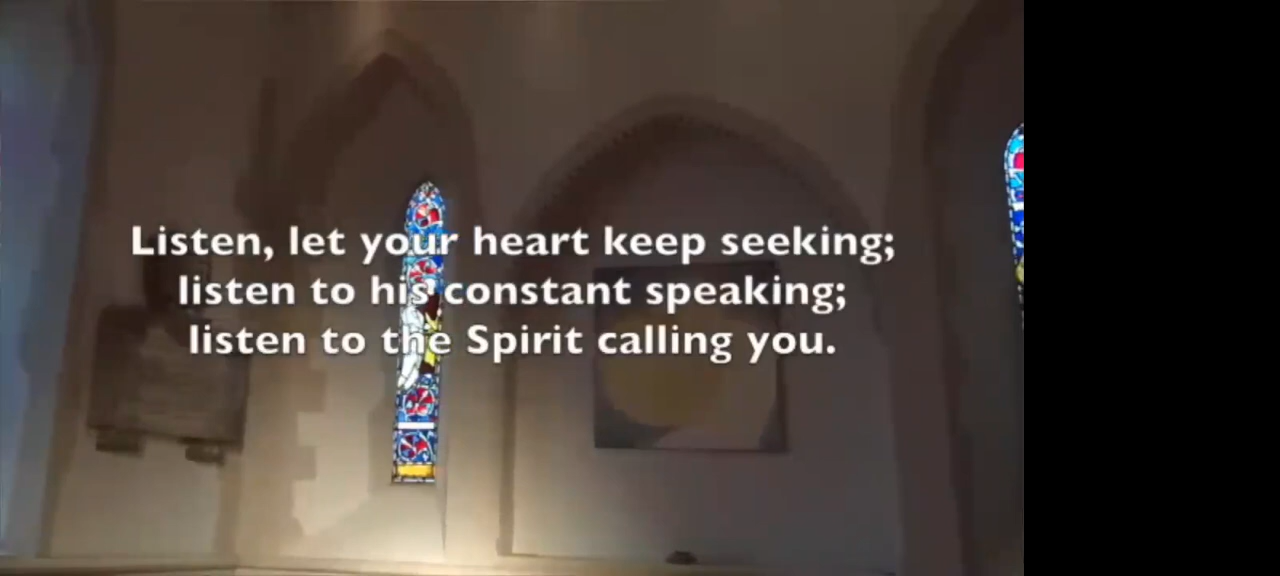 Listen, let your heart keep seeking;
listen to his constant speaking;
listen to the Spirit calling you.